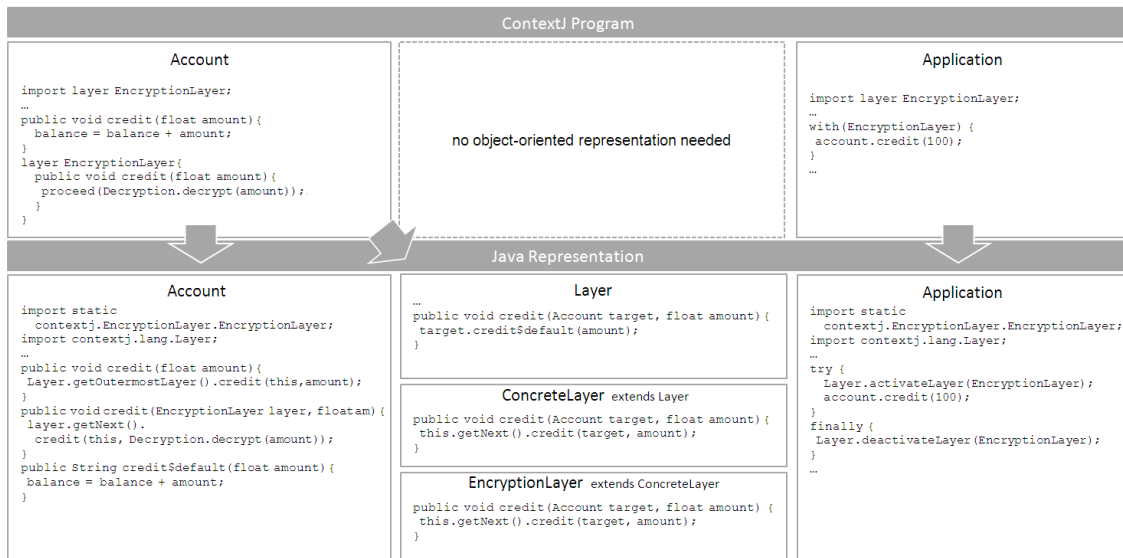 ContextJ Program
Account
import layer EncryptionLayer;
…
public void credit(float amount){
balance = balance + amount;
}
layer EncryptionLayer{
public void credit(float amount){
proceed(Decryption.decrypt(amount));
}
}
no object-oriented representation needed
Application
import layer EncryptionLayer;
…
with(EncryptionLayer) {
account.credit(100);
}
…
Java Representation
Account
import static
contextj.EncryptionLayer.EncryptionLayer;
import contextj.lang.Layer;
…
public void credit(float amount){
Layer.getOutermostLayer().credit(this,amount);
}
public void credit(EncryptionLayer layer, floatam){
layer.getNext().
credit(this, Decryption.decrypt(amount));
}
public String credit$default(float amount){
balance = balance + amount;
}
Layer
…
public void credit(Account target, float amount){
target.credit$default(amount);
}
ConcreteLayer extends Layer
public void credit(Account target, float amount){
this.getNext().credit(target, amount);
}
EncryptionLayer extends ConcreteLayer
public void credit(Account target, float amount) {
this.getNext().credit(target, amount);
}
Application
import static
contextj.EncryptionLayer.EncryptionLayer;
import contextj.lang.Layer;
…
try {
Layer.activateLayer(EncryptionLayer);
account.credit(100);
}
finally {
Layer.deactivateLayer(EncryptionLayer);
}
…